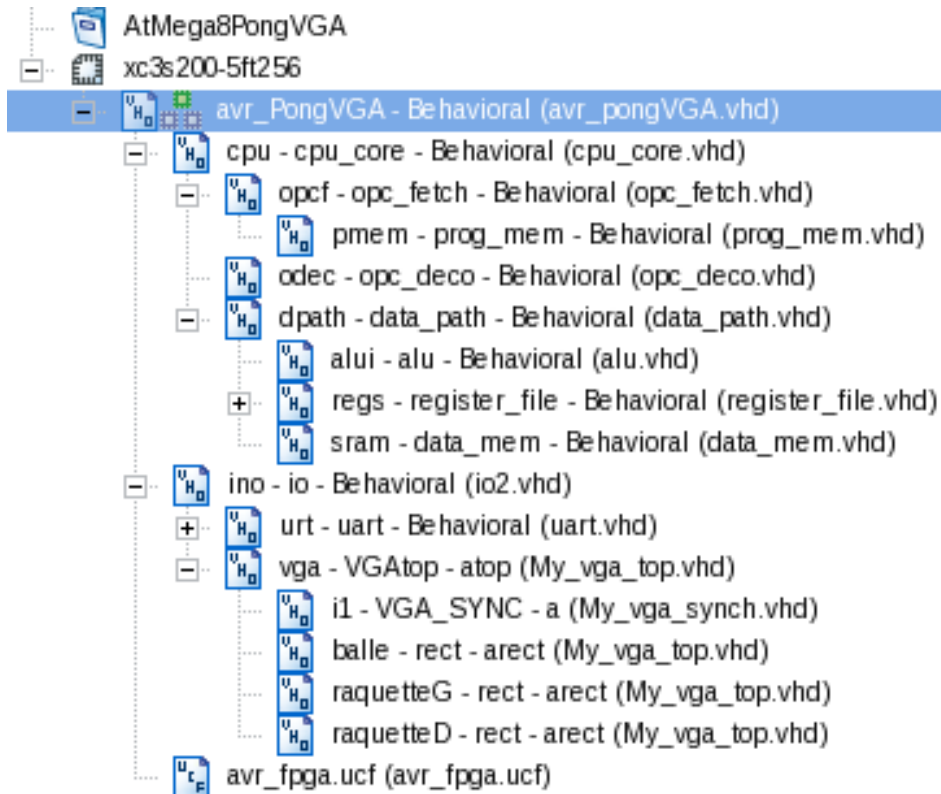 AtMega8PongVGA
xc3s200-5ft256
avr_PongVGA - Behavioral (avr_pongVGA.vhd)
cpu - cpu_core - Behavioral (cpu_core.vhd)
opcf - opc_fetch - Behavioral (opc_fetch.vhd)
pmem - prog_mem - Behavioral (prog_mem.vhd)
odec - opc_deco - Behavioral (opc_deco.vhd)
dpath - data_path - Behavioral (data_path.vhd)
alui - alu - Behavioral (alu.vhd)
regs - register_file - Behavioral (register_file.vhd)
sram - data_mem - Behavioral (data_mem.vhd)
ino - io - Behavioral (io2.vhd)
urt - uart - Behavioral (uart.vhd)
vga - VGAtop - atop (My_vga_top.vhd)
i1 - VGA_SYNC - a (My_vga_synch.vhd)
balle - rect - arect (My_vga_top.vhd)
raquetteG - rect - arect (My_vga_top.vhd)
raquetteD - rect - arect (My_vga_top.vhd)
avr_fpga.ucf (avr_fpga.ucf)